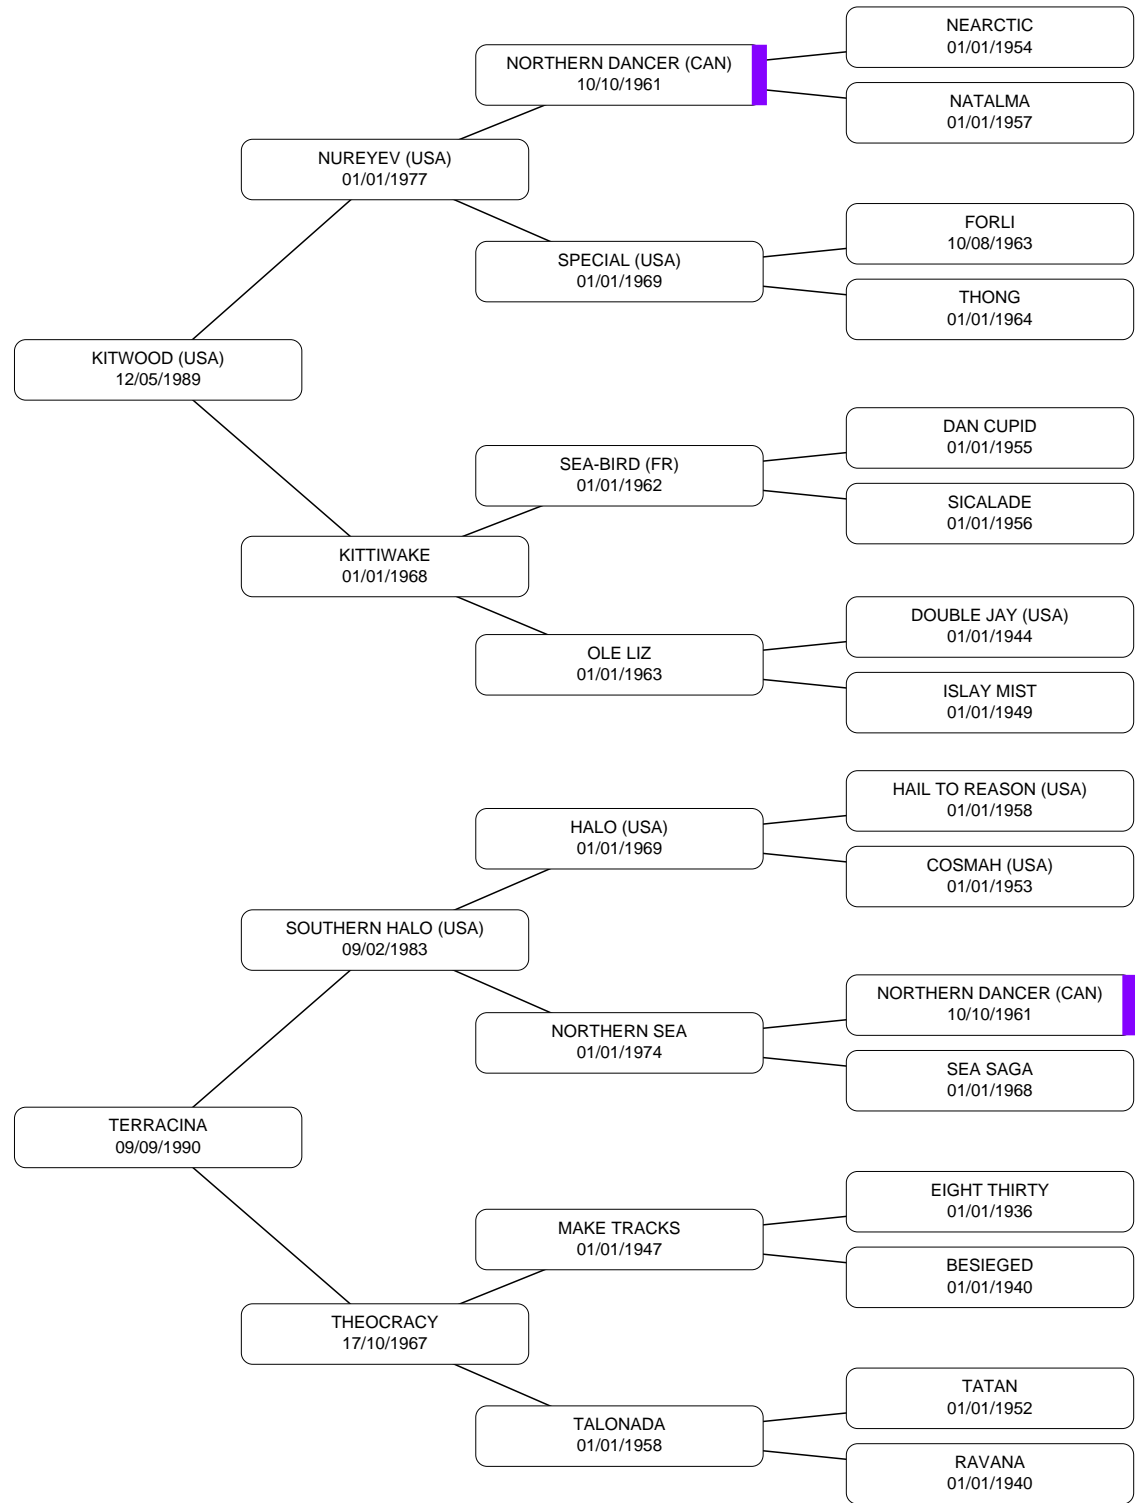 NEARCTIC
01/01/1954
NORTHERN DANCER (CAN)
10/10/1961
NATALMA
01/01/1957
NUREYEV (USA)
01/01/1977
FORLI
10/08/1963
SPECIAL (USA)
01/01/1969
THONG
01/01/1964
KITWOOD (USA)
12/05/1989
DAN CUPID
01/01/1955
SEA-BIRD (FR)
01/01/1962
SICALADE
01/01/1956
KITTIWAKE
01/01/1968
DOUBLE JAY (USA)
01/01/1944
OLE LIZ
01/01/1963
ISLAY MIST
01/01/1949
HAIL TO REASON (USA)
01/01/1958
HALO (USA)
01/01/1969
COSMAH (USA)
01/01/1953
SOUTHERN HALO (USA)
09/02/1983
NORTHERN DANCER (CAN)
10/10/1961
NORTHERN SEA
01/01/1974
SEA SAGA
01/01/1968
TERRACINA
09/09/1990
EIGHT THIRTY
01/01/1936
MAKE TRACKS
01/01/1947
BESIEGED
01/01/1940
THEOCRACY
17/10/1967
TATAN
01/01/1952
TALONADA
01/01/1958
RAVANA
01/01/1940